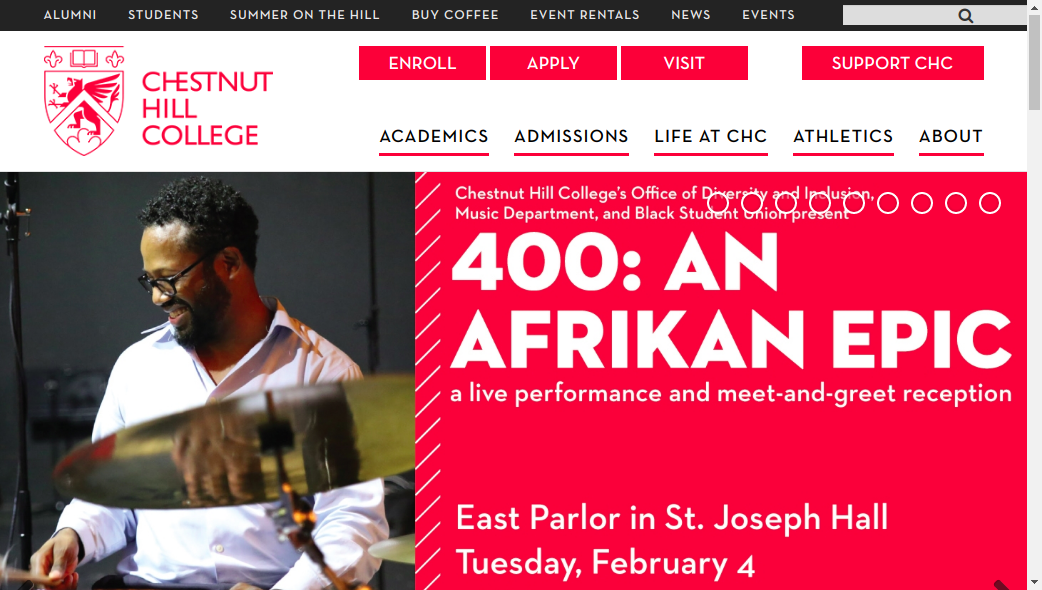 ALUMNI STUDENTS SUMMER ON THE HILL BUY COFFEE EVENT RENTALS NEWS EVENTS
ENROLL APPLY VISIT SUPPORT CHC
CHESTNUT
HILL
COLLEGE
ACADEMICS ADMISSIONS LIFE AT CHC ATHLETICS ABOUT
Chestnut Hill College's Office of Diversity and Inclusion,
Music Department, and Black Student Union present
400: AN
AFRIKAN EPIC
a live performance and meet-and-greet reception
East Parlor in St. Joseph Hall
Tuesday, February 4